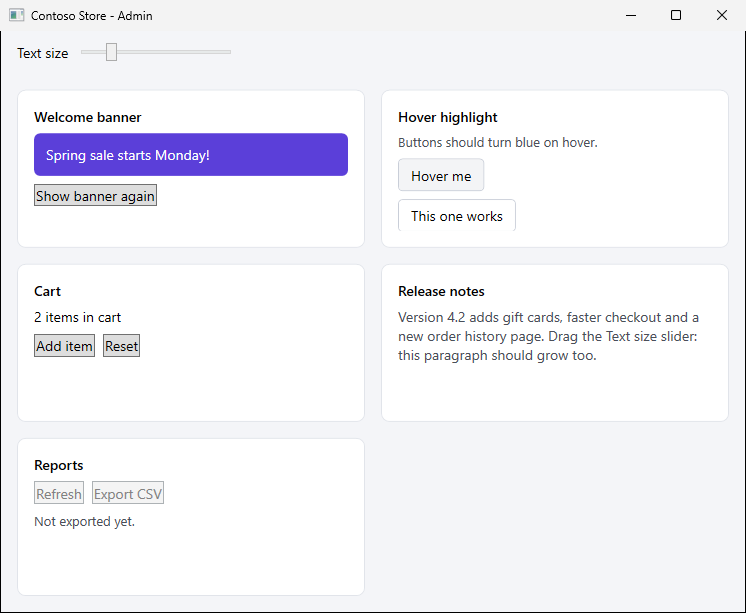 Contoso Store - Admin
Text size
Welcome banner
Spring sale starts Monday!
Show banner again
Hover highlight
Buttons should turn blue on hover.
Hover me
This one works
Cart
2 items in cart
Add item Reset
Release notes
Version 4.2 adds gift cards, faster checkout and a
new order history page. Drag the Text size slider:
this paragraph should grow too.
Reports
Refresh Export CSV
Not exported yet.